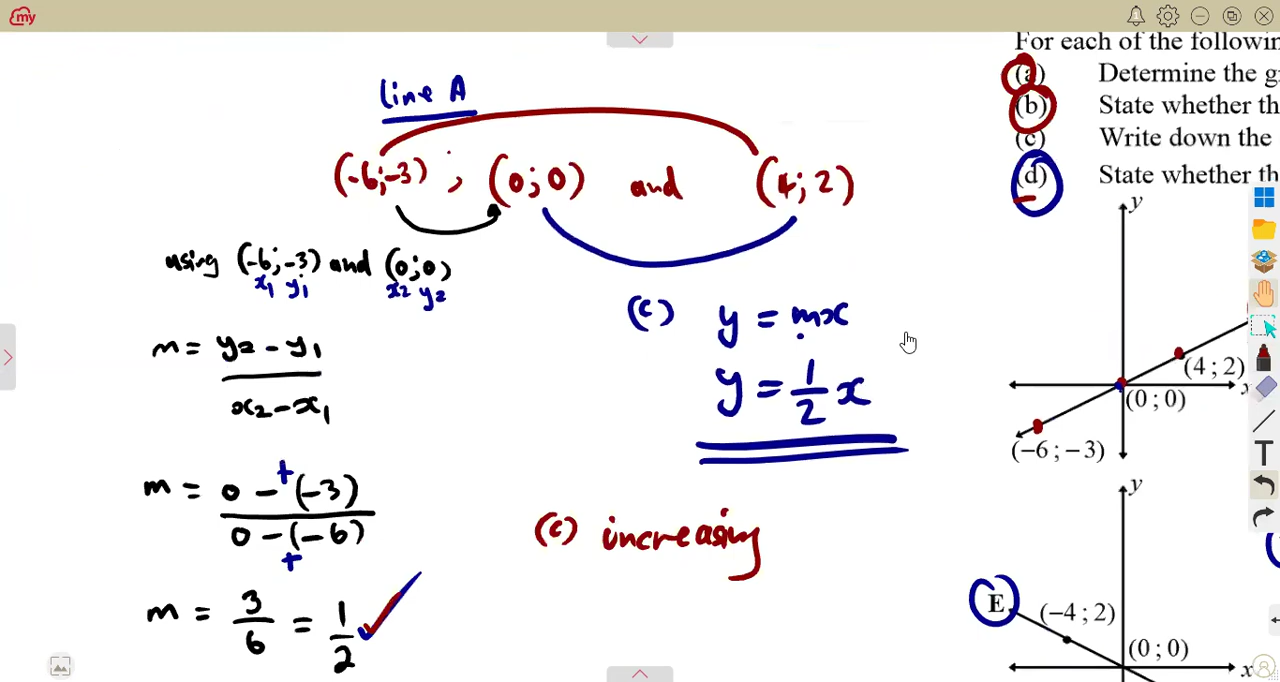 my
line A
(-6;-3) ; (0;0) and (4;2)
using (-6;-3) and (0;0)
x1 y1 x2 y2
m = y2 - y1
x2 - x1
m = 0 - (-3)
+
0 - (-6)
+
m = 3/6 = 1/2 ✓
(c) y = mx
y = 1/2 x
(c) increasing
For each of the followin
(a) Determine the g
(b) State whether th
(c) Write down the
(d) State whether th
y
(4 ; 2)
x
(0 ; 0)
(−6 ; −3)
y
E
(−4 ; 2)
(0 ; 0)
x